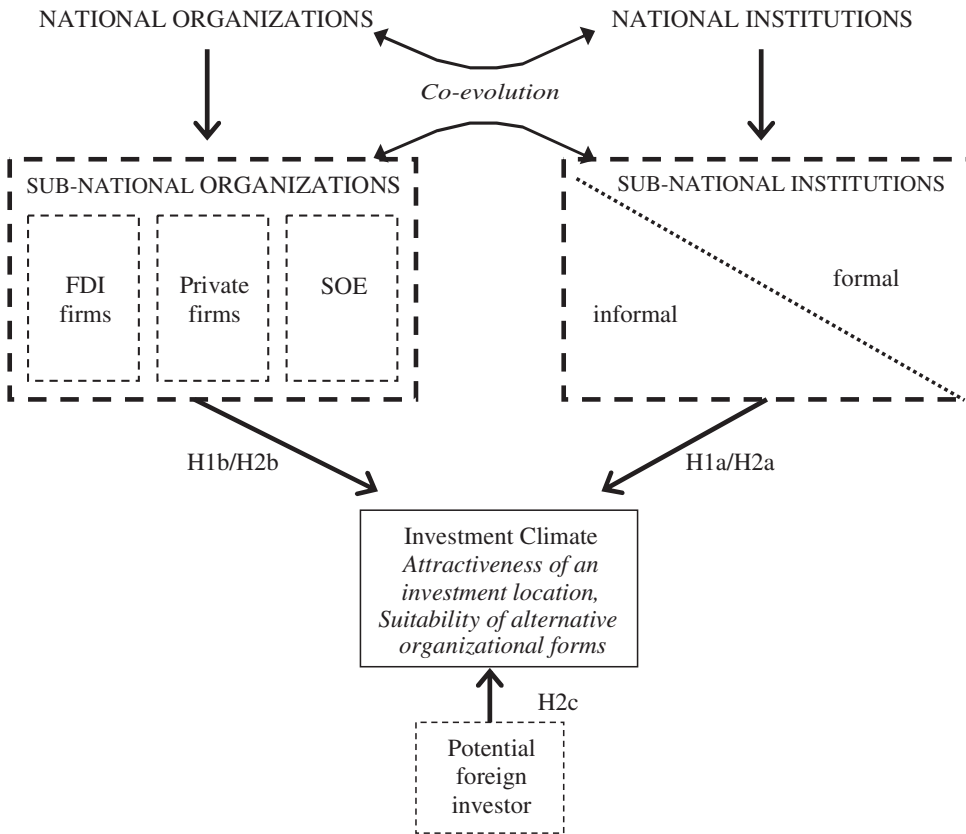 NATIONAL ORGANIZATIONS
NATIONAL INSTITUTIONS
Co-evolution
SUB-NATIONAL ORGANIZATIONS
FDI
firms
Private
firms
SOE
SUB-NATIONAL INSTITUTIONS
formal
informal
H1b/H2b
H1a/H2a
Investment Climate
Attractiveness of an
investment location,
Suitability of alternative
organizational forms
H2c
Potential
foreign
investor